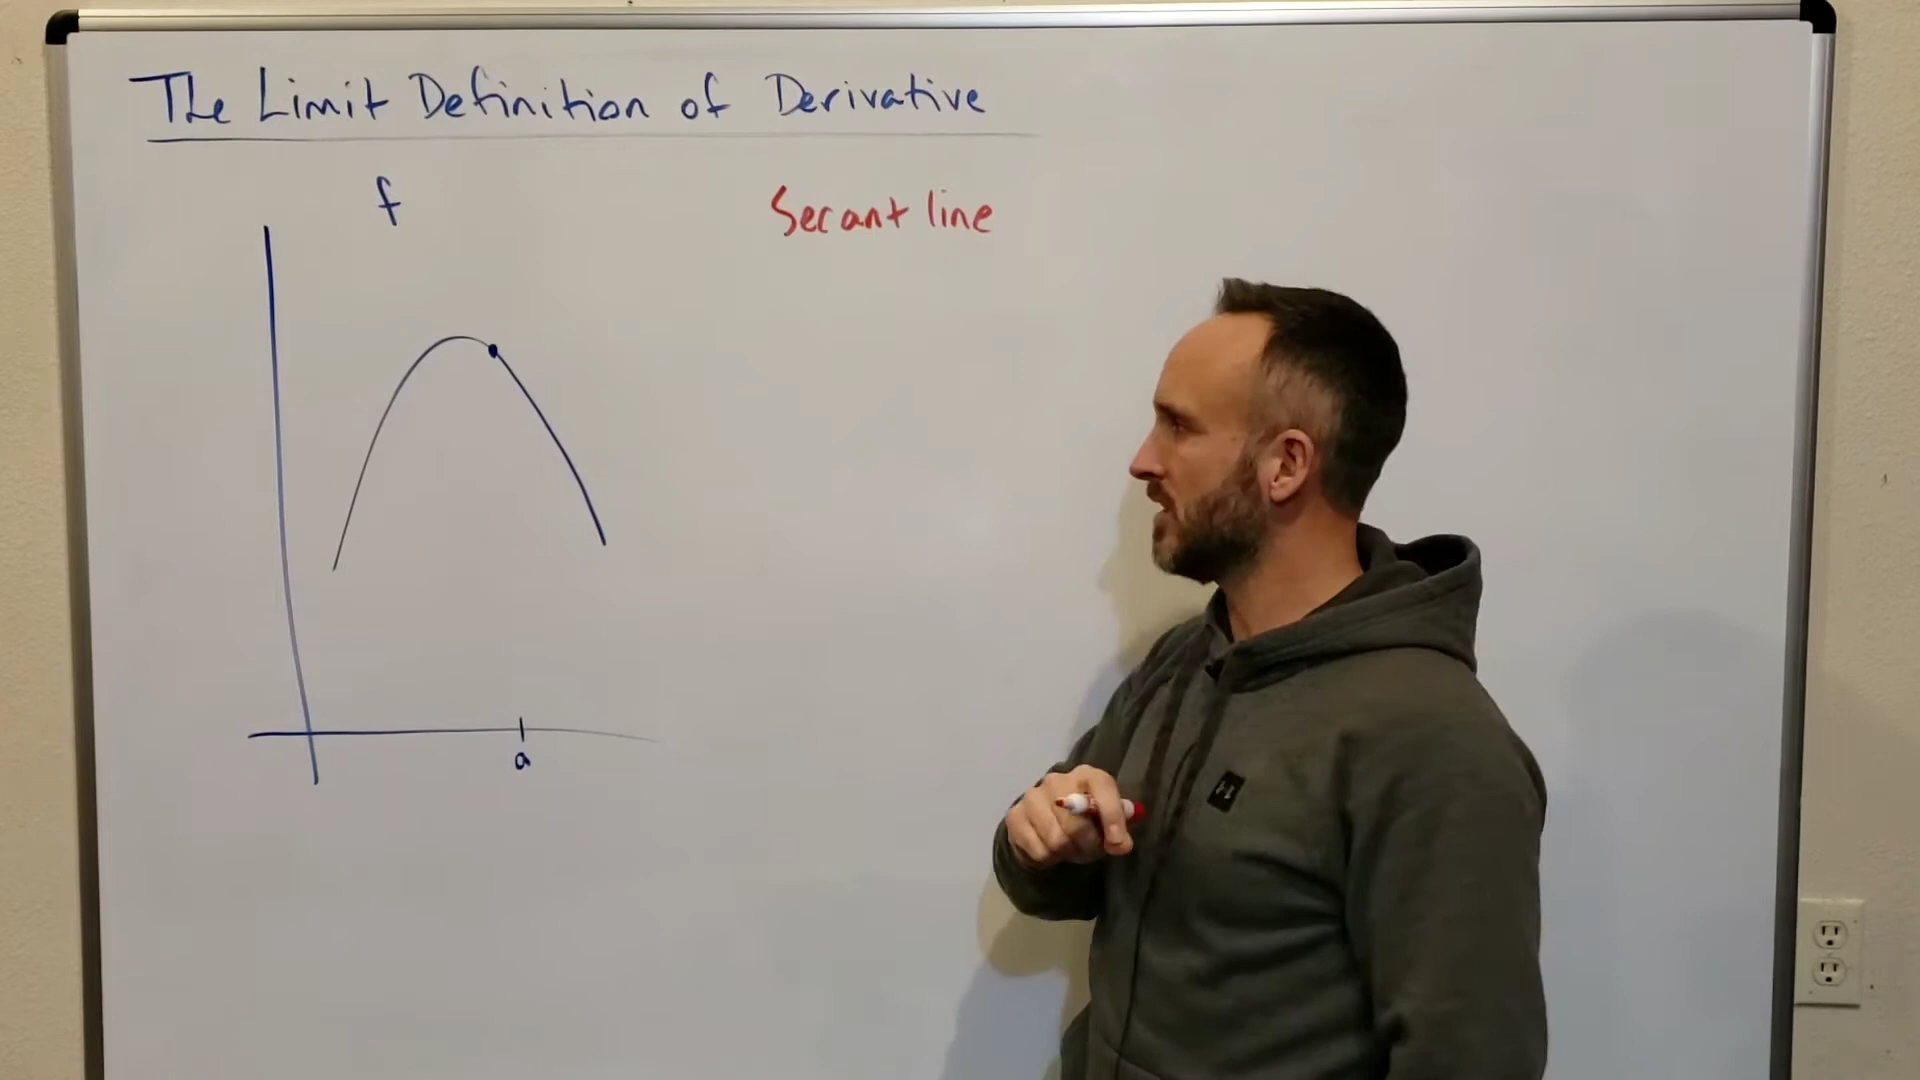 The Limit Definition of Derivative
f
Secant line
a